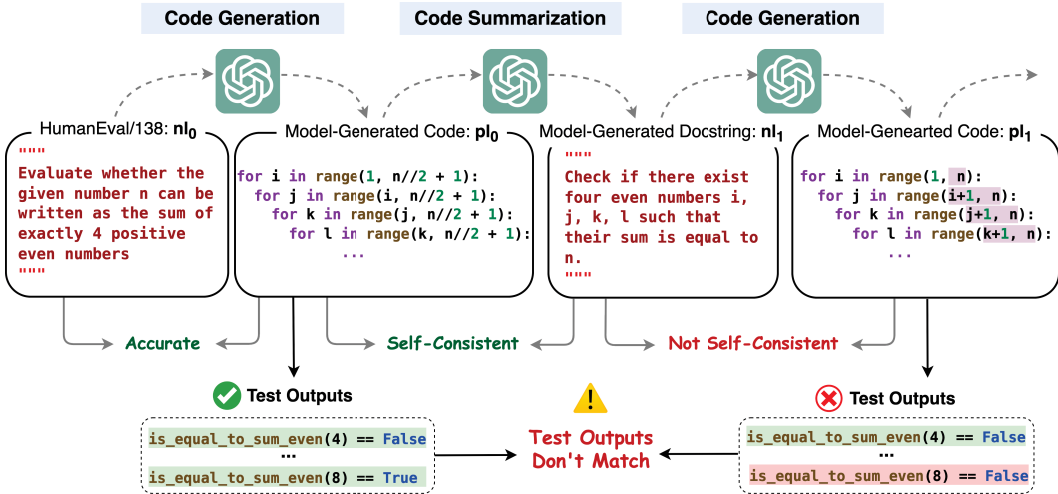 Code Generation
Code Summarization
Code Generation
HumanEval/138: nl0
"""
Evaluate whether the
given number n can be
written as the sum of
exactly 4 positive
even numbers
"""
Model-Generated Code: pl0
for i in range(1, n//2 + 1):
for j in range(i, n//2 + 1):
for k in range(j, n//2 + 1):
for l in range(k, n//2 + 1):
...
Model-Generated Docstring: nl1
"""
Check if there exist
four even numbers i,
j, k, l such that
their sum is equal to
n.
"""
Model-Genearted Code: pl1
for i in range(1, n):
for j in range(i+1, n):
for k in range(j+1, n):
for l in range(k+1, n):
...
Accurate
Self-Consistent
Not Self-Consistent
Test Outputs
is_equal_to_sum_even(4) == False
...
is_equal_to_sum_even(8) == True
Test Outputs
Don't Match
Test Outputs
is_equal_to_sum_even(4) == False
...
is_equal_to_sum_even(8) == False